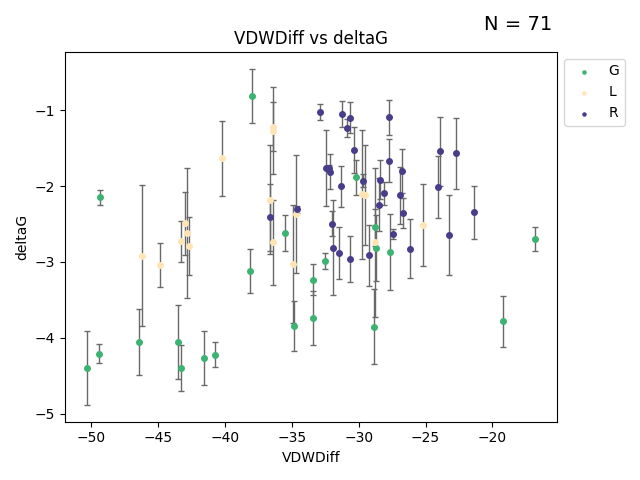 N = 71
VDWDiff vs deltaG
G
L
R
−1
−2
−3
−4
−5
deltaG
−50
−45
−40
−35
−30
−25
−20
VDWDiff